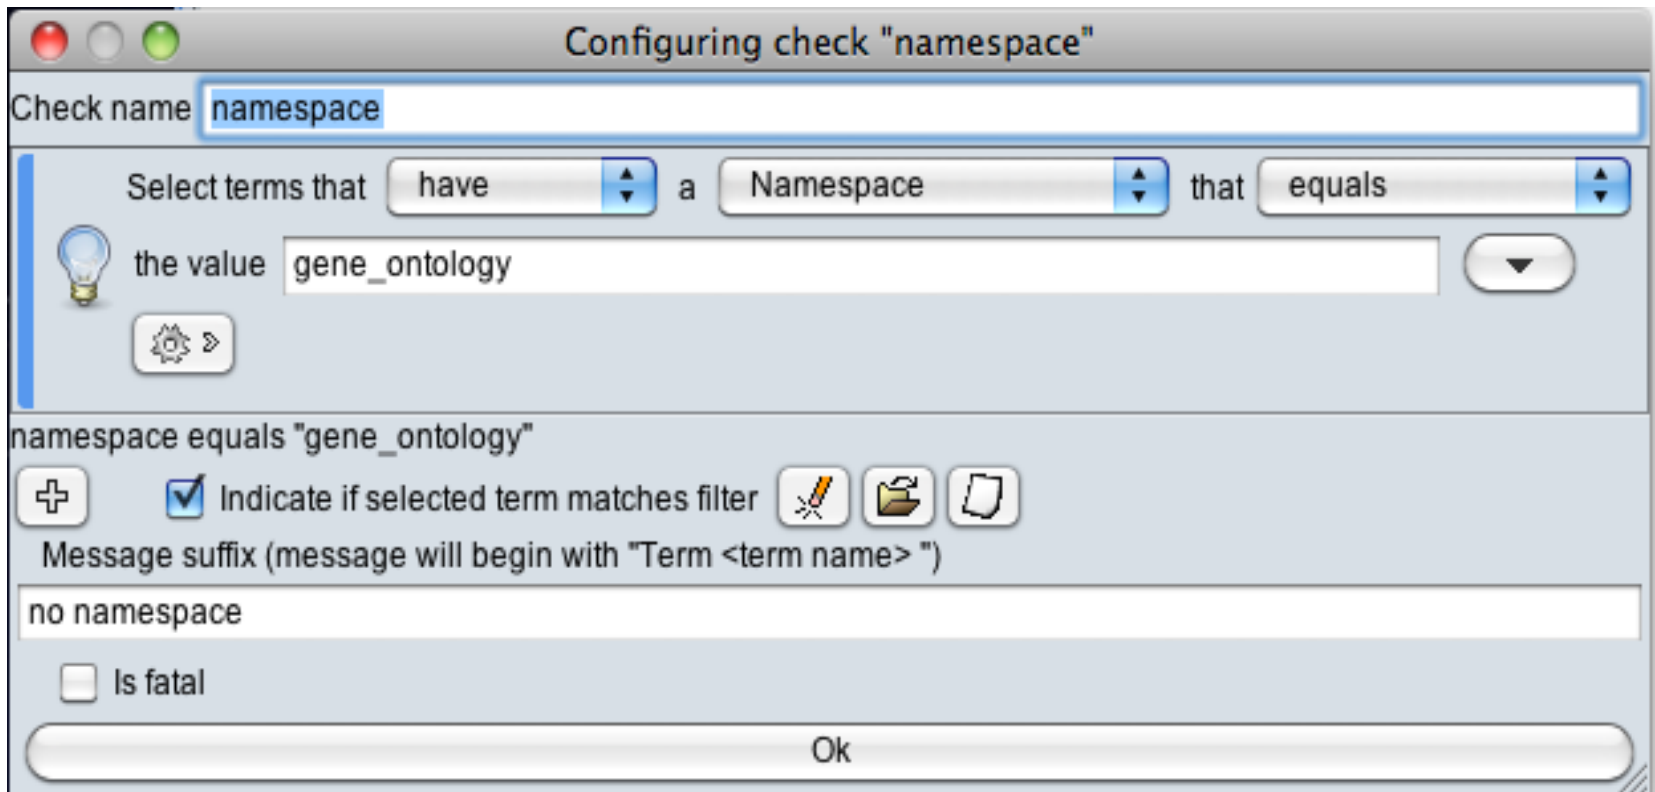 Configuring check "namespace"
Check name namespace
Select terms that have a Namespace that equals
the value gene_ontology
namespace equals "gene_ontology"
Indicate if selected term matches filter
Message suffix (message will begin with "Term <term name> ")
no namespace
Is fatal
Ok